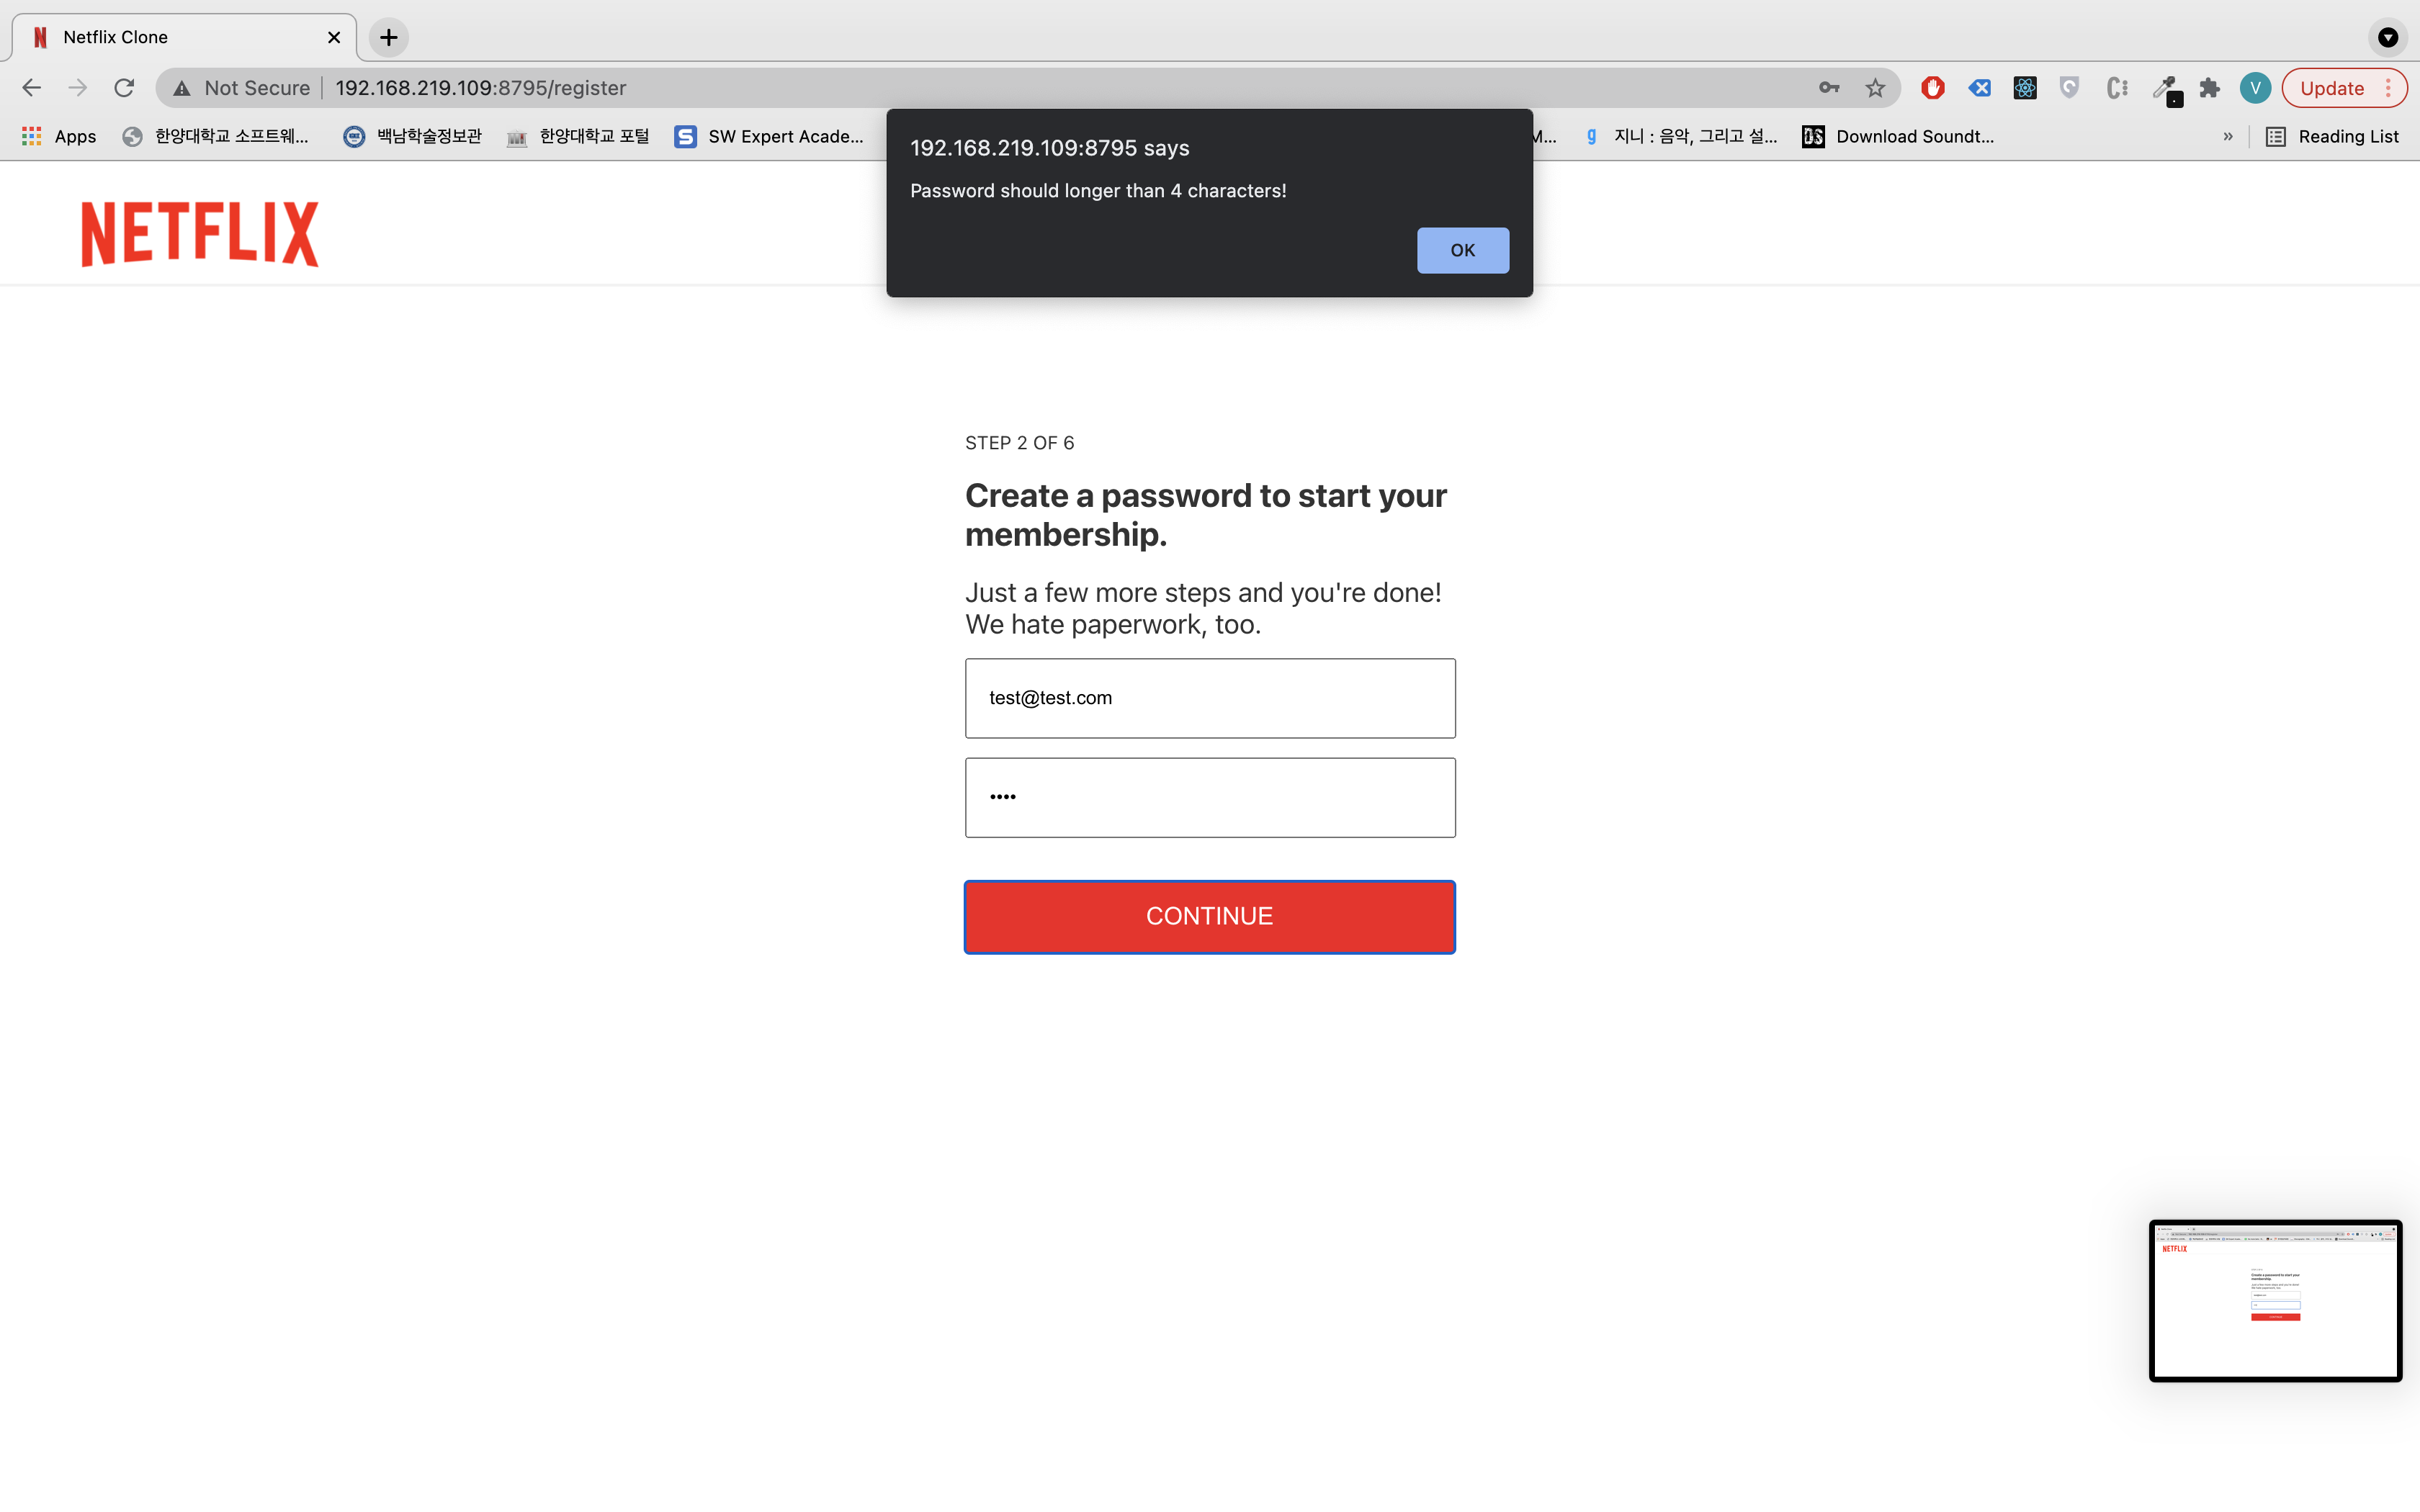 Netflix Clone
Not Secure 192.168.219.109:8795/register
Update
V
Apps
한양대학교 소프트웨...
백남학술정보관
한양대학교 포털
SW Expert Acade...
M...
지니 : 음악, 그리고 설...
Download Soundt...
»
Reading List
192.168.219.109:8795 says
Password should longer than 4 characters!
OK
NETFLIX
STEP 2 OF 6
Create a password to start your
membership.
Just a few more steps and you're done!
We hate paperwork, too.
test@test.com
••••
CONTINUE
NETFLIX